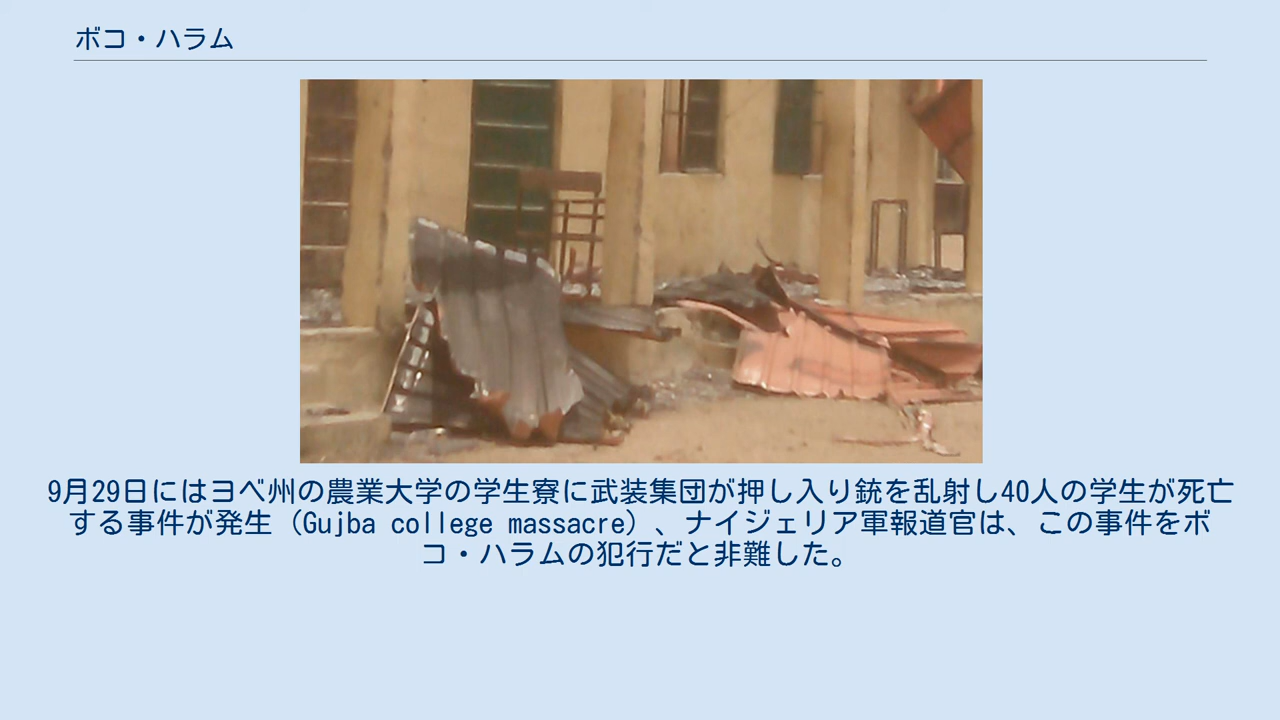 ボコ・ハラム
9月29日にはヨベ州の農業大学の学生寮に武装集団が押し入り銃を乱射し40人の学生が死亡
する事件が発生（Gujba college massacre）、ナイジェリア軍報道官は、この事件をボ
コ・ハラムの犯行だと非難した。